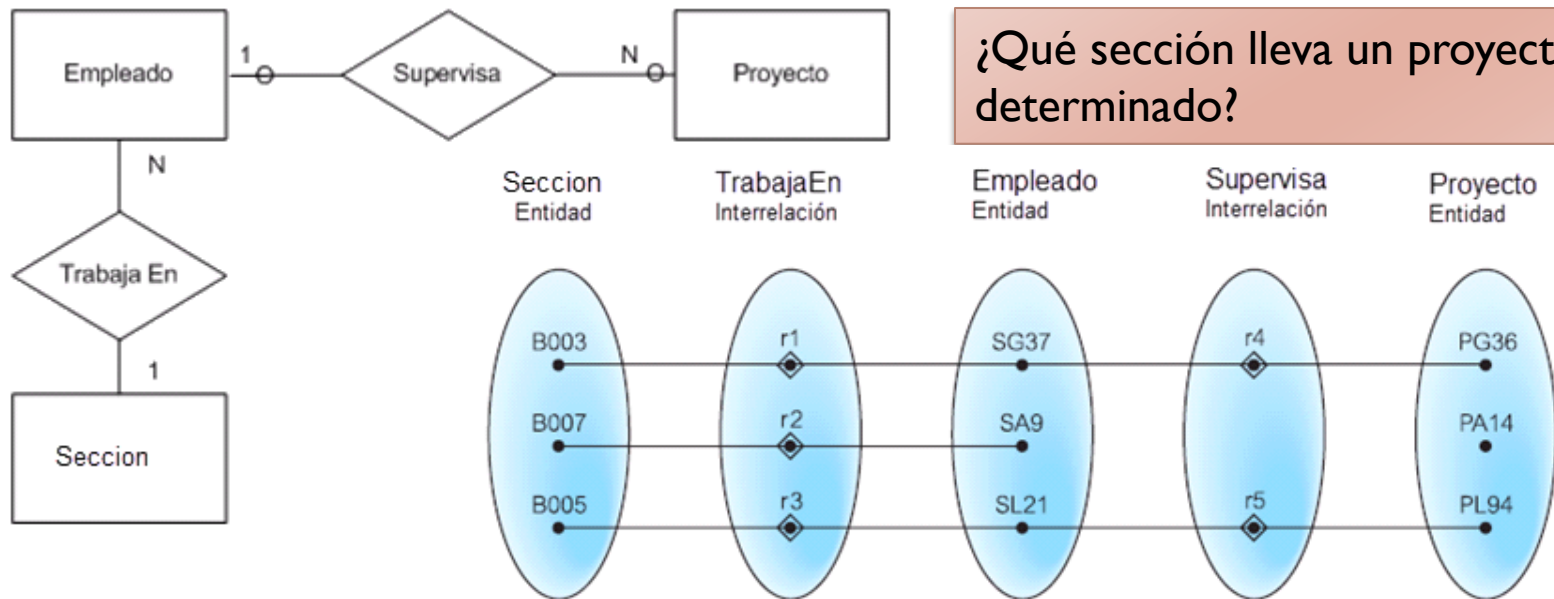 Empleado
1
Supervisa
N
Proyecto
¿Qué sección lleva un proyect
determinado?
N
Trabaja En
1
Seccion
Seccion
Entidad
TrabajaEn
Interrelación
Empleado
Entidad
Supervisa
Interrelación
Proyecto
Entidad
B003
r1
SG37
r4
PG36
B007
r2
SA9
PA14
B005
r3
SL21
r5
PL94